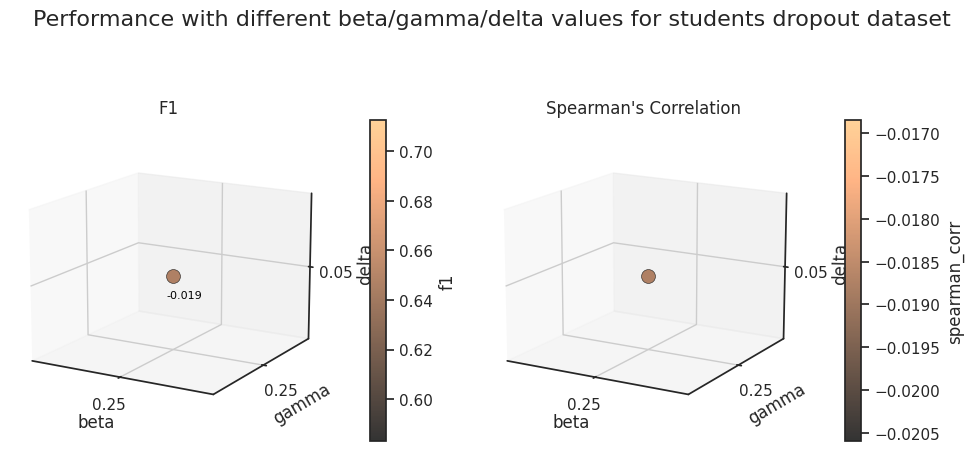 Performance with different beta/gamma/delta values for students dropout dataset
F1
-0.019
0.25
beta
0.25
gamma
0.05
delta
0.70
0.68
0.66
0.64
0.62
0.60
f1
Spearman's Correlation
0.25
beta
0.25
gamma
0.05
delta
−0.0170
−0.0175
−0.0180
−0.0185
−0.0190
−0.0195
−0.0200
−0.0205
spearman_corr